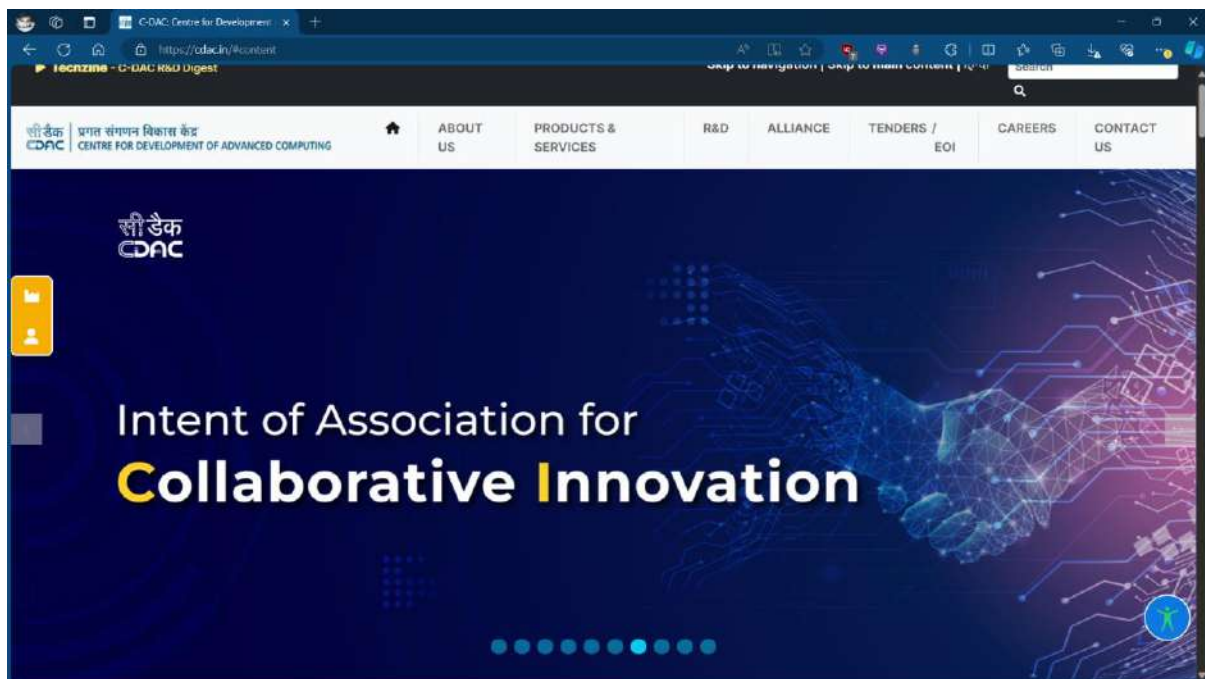 C-DAC: Centre for Development
https://cdac.in/#content
Techzine - C-DAC R&D Digest
Skip to navigation | Skip to main content |
Search
सी डैक
CDAC
प्रगत संगणन विकास केंद्र
CENTRE FOR DEVELOPMENT OF ADVANCED COMPUTING
ABOUT US
PRODUCTS & SERVICES
R&D
ALLIANCE
TENDERS / EOI
CAREERS
CONTACT US
सी डैक
CDAC
Intent of Association for
Collaborative Innovation